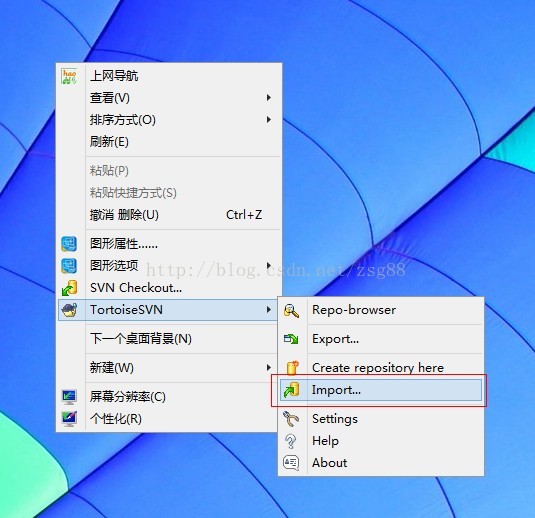 上网导航
查看(V)
排序方式(O)
刷新(E)
粘贴(P)
粘贴快捷方式(S)
撤消 删除(U) Ctrl+Z
图形属性......
图形选项
http://blog.csdn.net/zsg88
SVN Checkout...
TortoiseSVN
下一个桌面背景(N)
新建(W)
屏幕分辨率(C)
个性化(R)
Repo-browser
Export...
Create repository here
Import...
Settings
Help
About